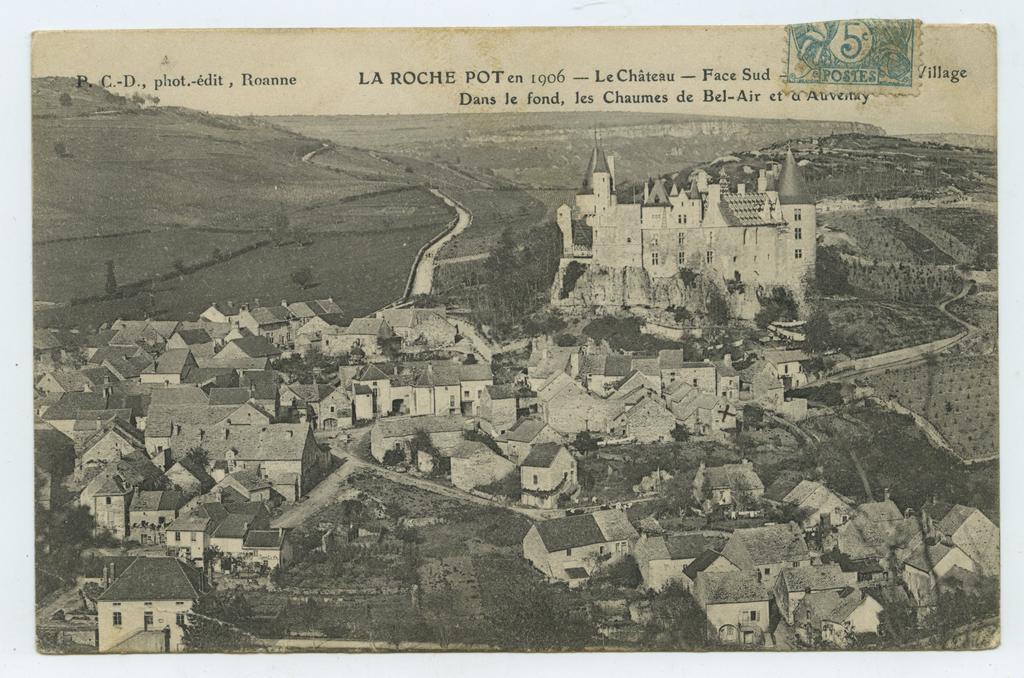 P. C.-D., phot.-édit, Roanne
LA ROCHE POT en 1906 — Le Château — Face Sud — Village
Dans le fond, les Chaumes de Bel-Air et d'Auvenay
5c
POSTES